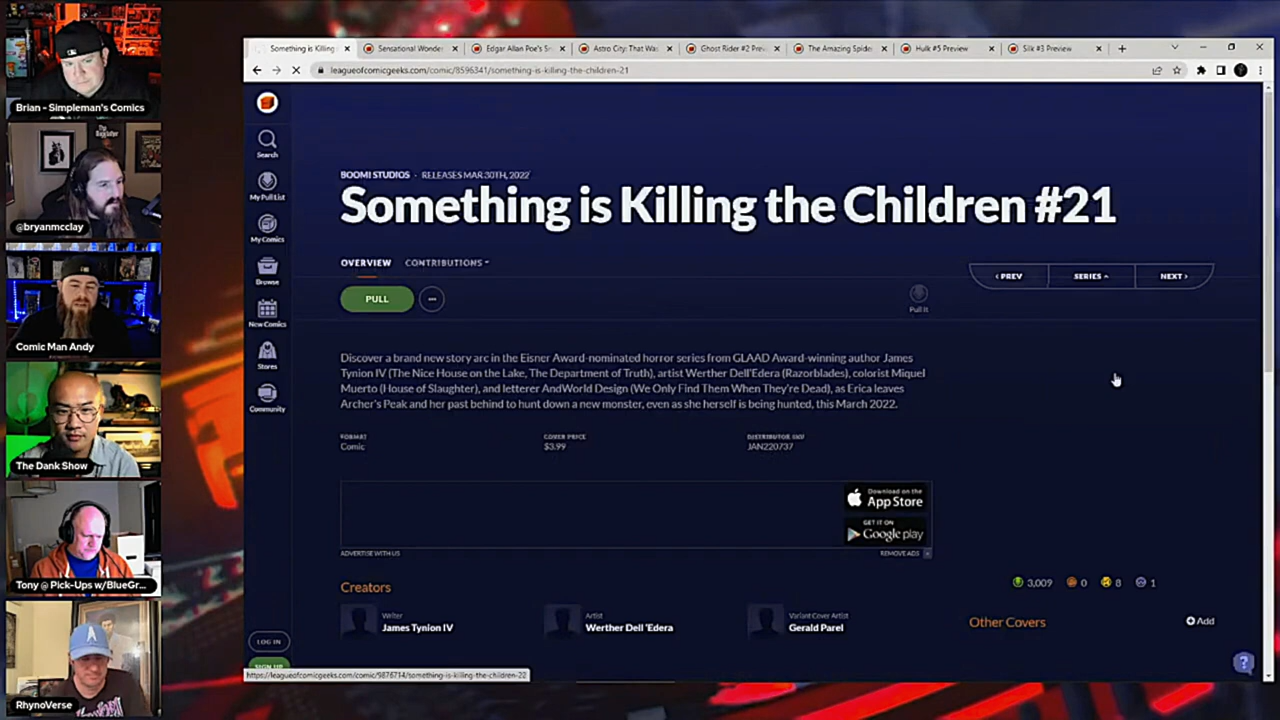 Brian - Simpleman's Comics
@bryanmcclay
Comic Man Andy
The Dank Show
Tony @ Pick-Ups w/BlueGr...
RhynoVerse
Something is Killing
Sensational Wonde
Edgar Allan Poe's Sn
Astro City: That Was
Ghost Rider #2 Prev
The Amazing Spide
Hulk #5 Preview
Silk #3 Preview
leagueofcomicgeeks.com/comic/8596341/something-is-killing-the-children-21
Search
My Pull List
My Comics
Browse
New Comics
Stores
Community
LOG IN
SIGN UP
BOOM! STUDIOS · RELEASES MAR 30TH, 2022
Something is Killing the Children #21
OVERVIEW CONTRIBUTIONS
‹ PREV SERIES NEXT ›
PULL
Pull It
Discover a brand new story arc in the Eisner Award-nominated horror series from GLAAD Award-winning author James
Tynion IV (The Nice House on the Lake, The Department of Truth), artist Werther Dell'Edera (Razorblades), colorist Miquel
Muerto (House of Slaughter), and letterer AndWorld Design (We Only Find Them When They're Dead), as Erica leaves
Archer's Peak and her past behind to hunt down a new monster, even as she herself is being hunted, this March 2022.
FORMAT COVER PRICE DISTRIBUTOR SKU
Comic $3.99 JAN220737
Download on the
App Store
GET IT ON
Google play
ADVERTISE WITH US REMOVE ADS
3,009 0 8 1
Creators
Other Covers Add
Writer
James Tynion IV
Artist
Werther Dell 'Edera
Variant Cover Artist
Gerald Parel
https://leagueofcomicgeeks.com/comic/9876714/something-is-killing-the-children-22